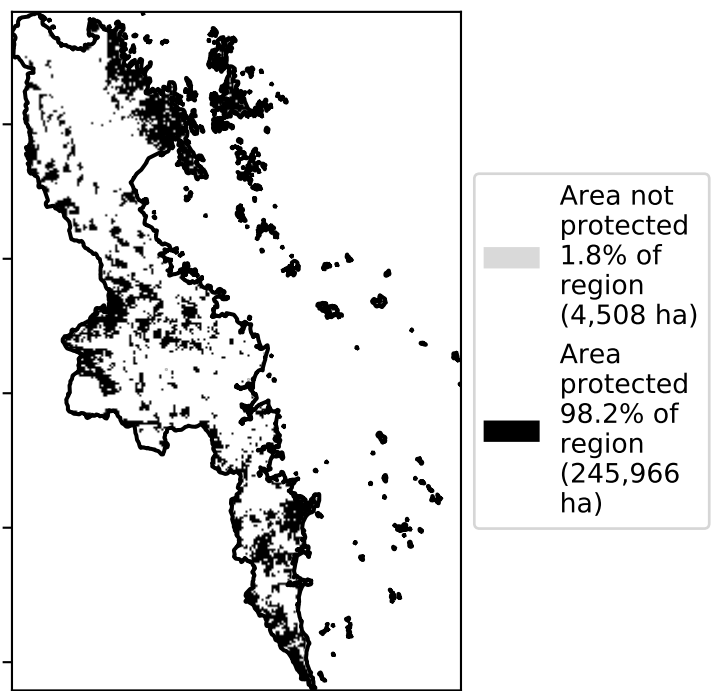 Area not
protected
1.8% of
region
(4,508 ha)
Area
protected
98.2% of
region
(245,966
ha)